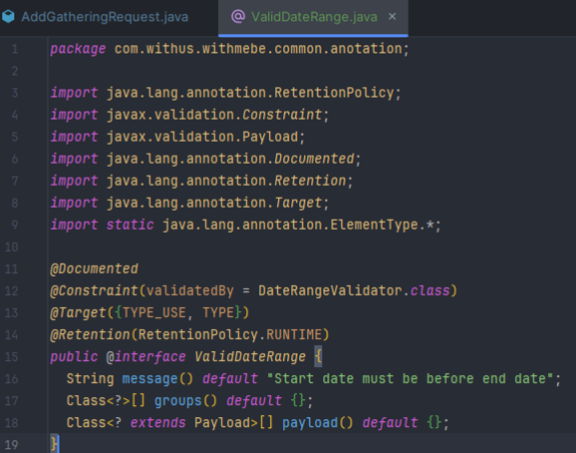 AddGatheringRequest.java
ValidDateRange.java ×
1 package com.withus.withmebe.common.anotation;
2
3 import java.lang.annotation.RetentionPolicy;
4 import javax.validation.Constraint;
5 import javax.validation.Payload;
6 import java.lang.annotation.Documented;
7 import java.lang.annotation.Retention;
8 import java.lang.annotation.Target;
9 import static java.lang.annotation.ElementType.*;
10
11 @Documented
12 @Constraint(validatedBy = DateRangeValidator.class)
13 @Target({TYPE_USE, TYPE})
14 @Retention(RetentionPolicy.RUNTIME)
15 public @interface ValidDateRange {
16 String message() default "Start date must be before end date";
17 Class<?>[] groups() default {};
18 Class<? extends Payload>[] payload() default {};
19 }